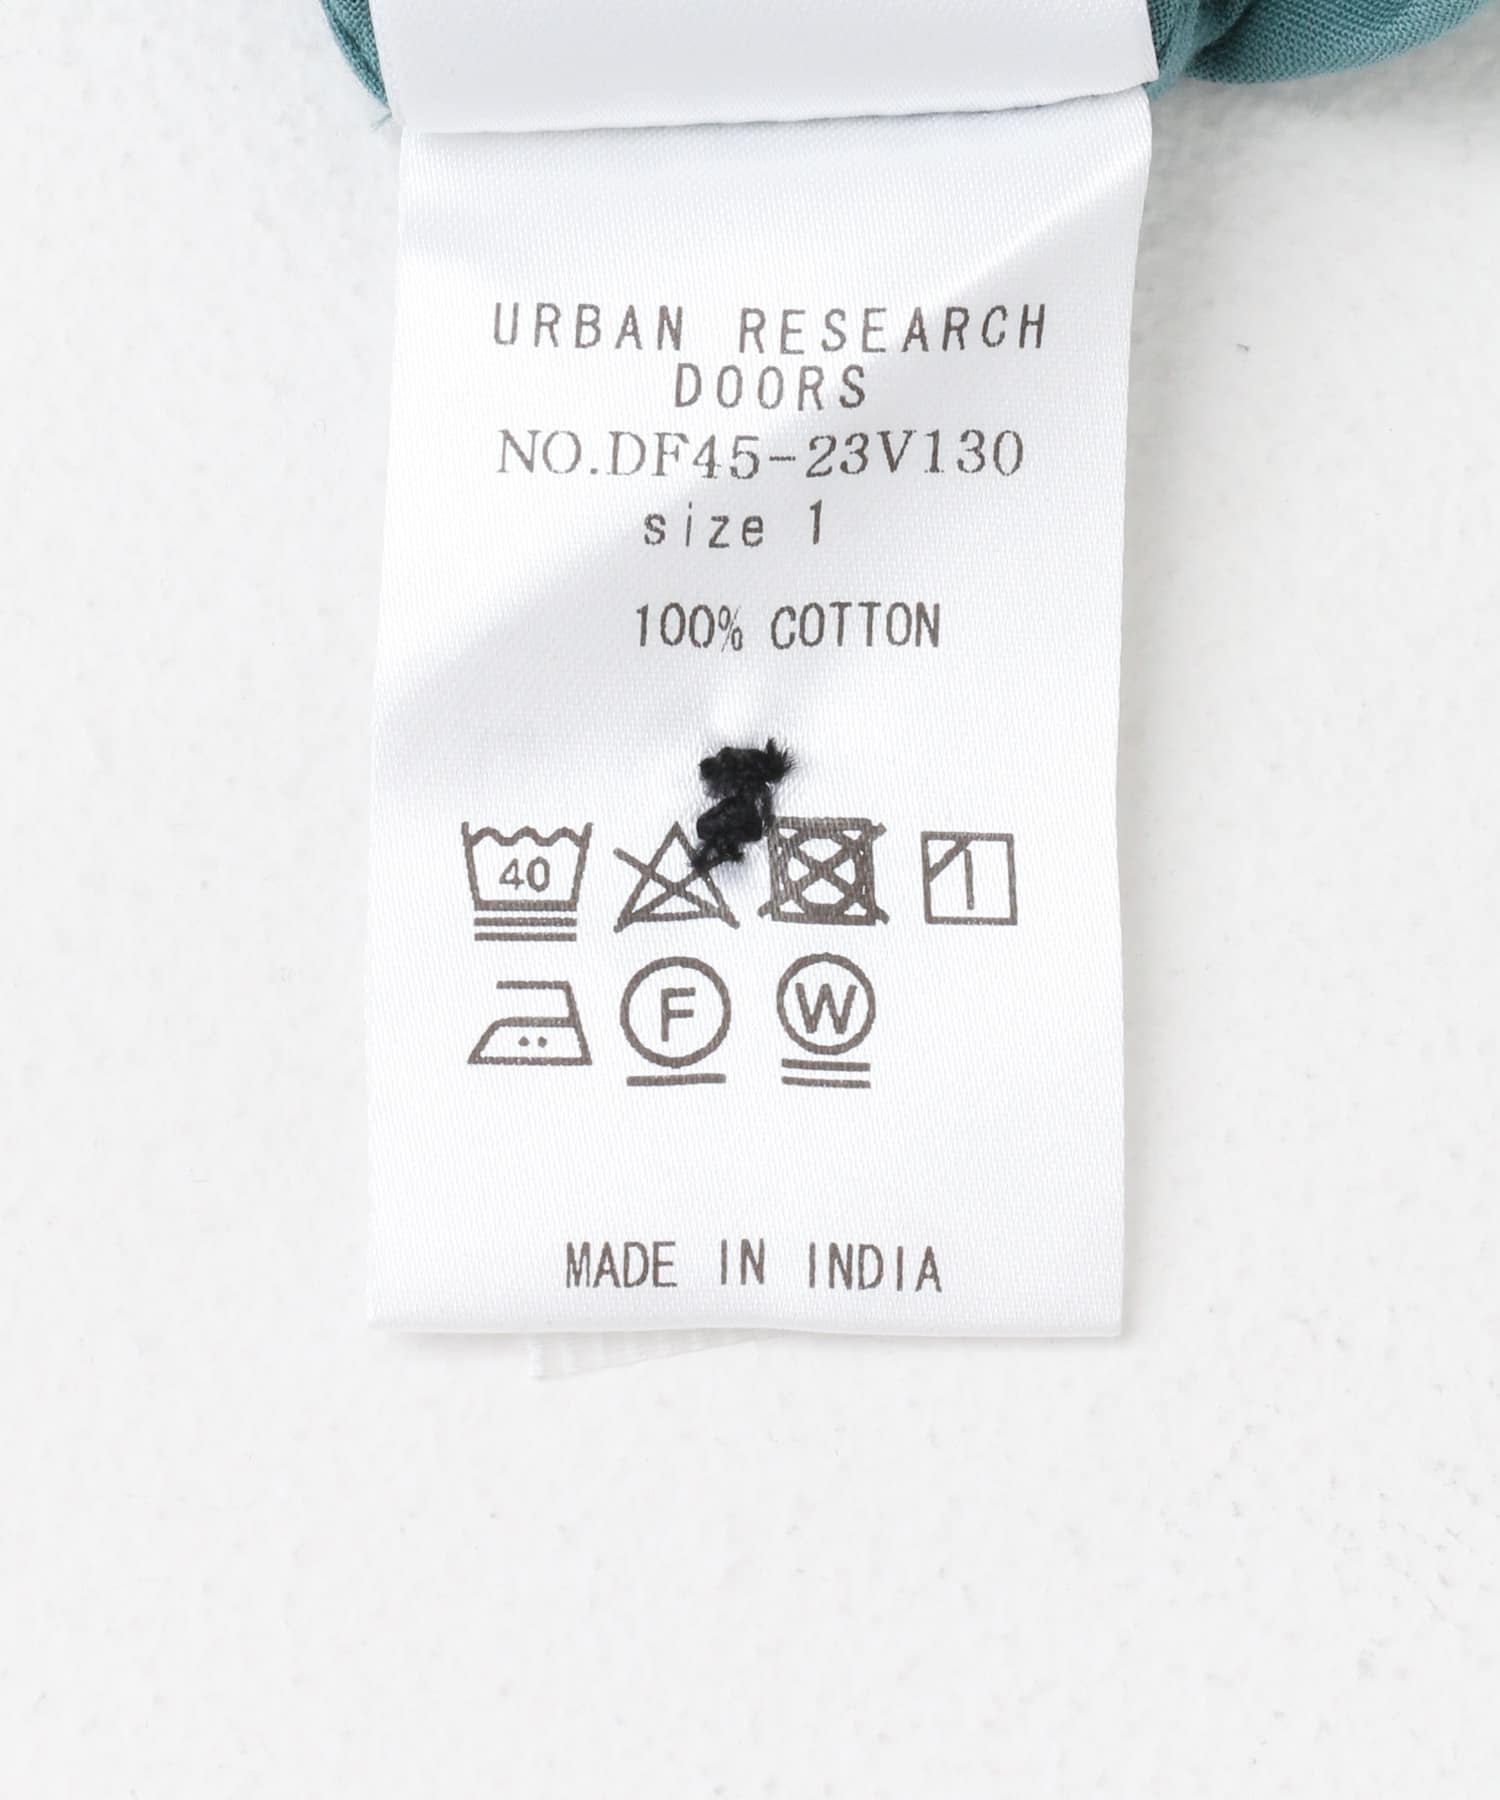 URBAN RESEARCH
DOORS
NO.DF45-23V130
size 1
100% COTTON
40
F W
MADE IN INDIA